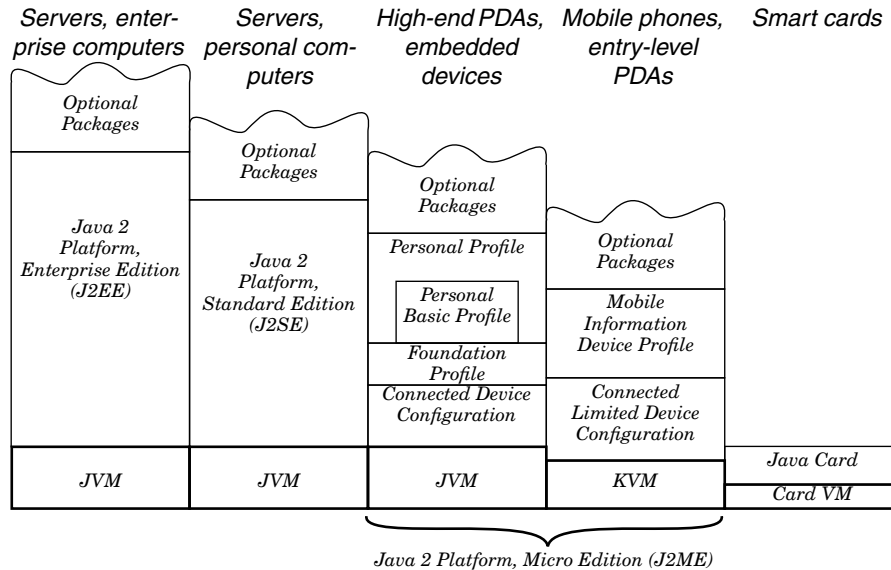 Servers, enter-
prise computers
Servers,
personal com-
puters
High-end PDAs,
embedded
devices
Mobile phones,
entry-level
PDAs
Smart cards
Optional
Packages
Java 2
Platform,
Enterprise Edition
(J2EE)
JVM
Optional
Packages
Java 2
Platform,
Standard Edition
(J2SE)
JVM
Optional
Packages
Personal Profile
Personal
Basic Profile
Foundation
Profile
Connected Device
Configuration
JVM
Optional
Packages
Mobile
Information
Device Profile
Connected
Limited Device
Configuration
KVM
Java Card
Card VM
Java 2 Platform, Micro Edition (J2ME)